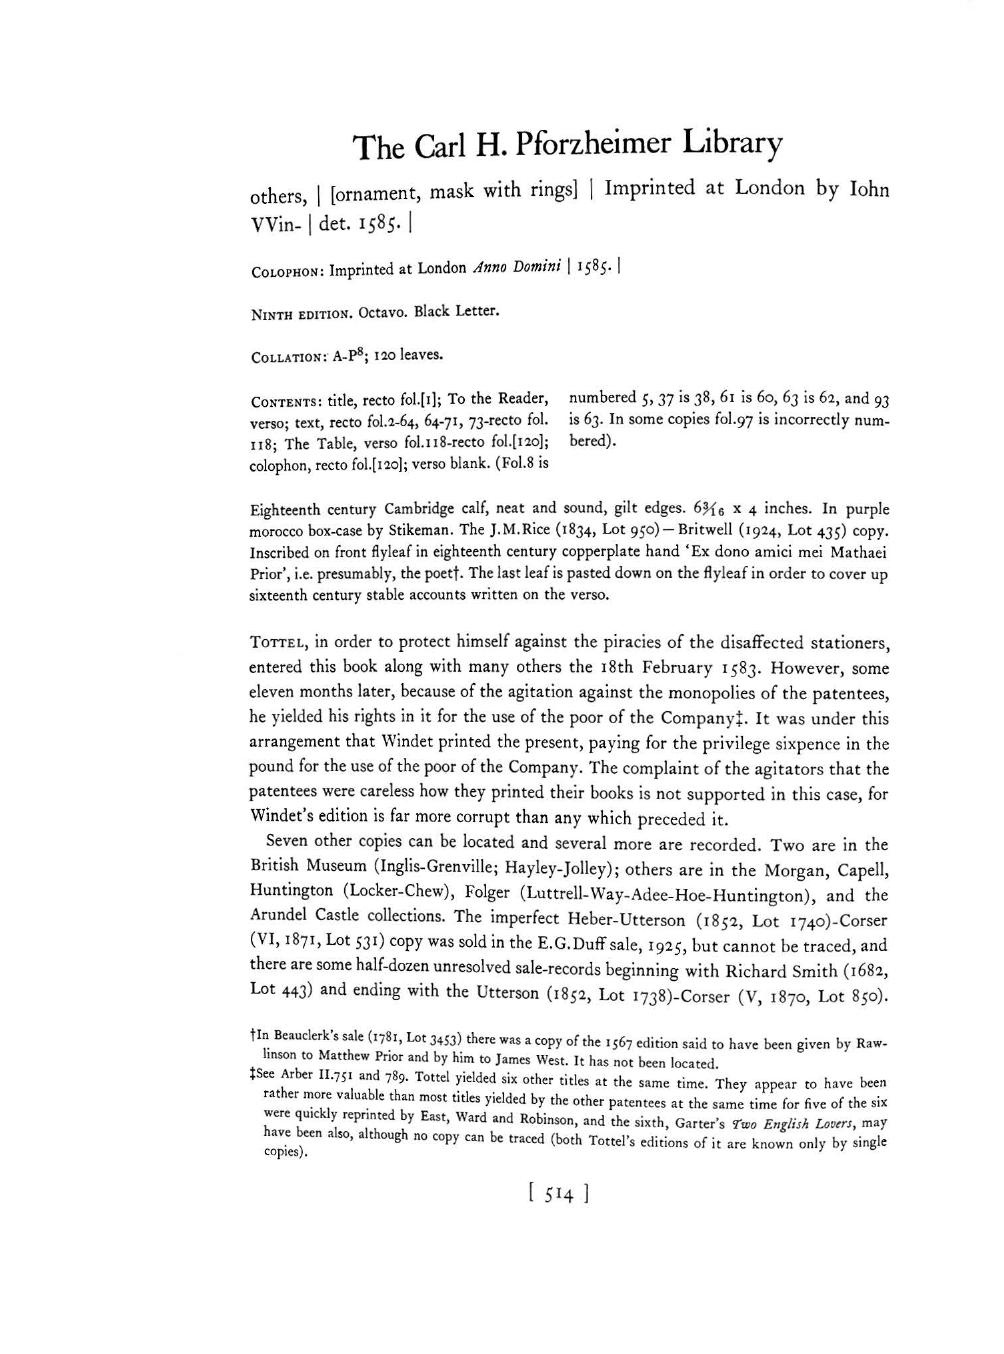 The Carl H. Pforzheimer Library
others, | [ornament, mask with rings] | Imprinted at London by Iohn
VVin- | det. 1585. |
COLOPHON: Imprinted at London Anno Domini | 1585. |
NINTH EDITION. Octavo. Black Letter.
COLLATION: A-P⁸; 120 leaves.
CONTENTS: title, recto fol.[1]; To the Reader,
verso; text, recto fol.2-64, 64-71, 73-recto fol.
118; The Table, verso fol.118-recto fol.[120];
colophon, recto fol.[120]; verso blank. (Fol.8 is
numbered 5, 37 is 38, 61 is 60, 63 is 62, and 93
is 63. In some copies fol.97 is incorrectly num-
bered).
Eighteenth century Cambridge calf, neat and sound, gilt edges. 6 3/16 x 4 inches. In purple
morocco box-case by Stikeman. The J.M.Rice (1834, Lot 950)—Britwell (1924, Lot 435) copy.
Inscribed on front flyleaf in eighteenth century copperplate hand 'Ex dono amici mei Mathaei
Prior', i.e. presumably, the poet†. The last leaf is pasted down on the flyleaf in order to cover up
sixteenth century stable accounts written on the verso.
TOTTEL, in order to protect himself against the piracies of the disaffected stationers,
entered this book along with many others the 18th February 1583. However, some
eleven months later, because of the agitation against the monopolies of the patentees,
he yielded his rights in it for the use of the poor of the Company‡. It was under this
arrangement that Windet printed the present, paying for the privilege sixpence in the
pound for the use of the poor of the Company. The complaint of the agitators that the
patentees were careless how they printed their books is not supported in this case, for
Windet's edition is far more corrupt than any which preceded it.
Seven other copies can be located and several more are recorded. Two are in the
British Museum (Inglis-Grenville; Hayley-Jolley); others are in the Morgan, Capell,
Huntington (Locker-Chew), Folger (Luttrell-Way-Adee-Hoe-Huntington), and the
Arundel Castle collections. The imperfect Heber-Utterson (1852, Lot 1740)-Corser
(VI, 1871, Lot 531) copy was sold in the E.G.Duff sale, 1925, but cannot be traced, and
there are some half-dozen unresolved sale-records beginning with Richard Smith (1682,
Lot 443) and ending with the Utterson (1852, Lot 1738)-Corser (V, 1870, Lot 850).
†In Beauclerk's sale (1781, Lot 3453) there was a copy of the 1567 edition said to have been given by Raw-
linson to Matthew Prior and by him to James West. It has not been located.
‡See Arber II.751 and 789. Tottel yielded six other titles at the same time. They appear to have been
rather more valuable than most titles yielded by the other patentees at the same time for five of the six
were quickly reprinted by East, Ward and Robinson, and the sixth, Garter's Two English Lovers, may
have been also, although no copy can be traced (both Tottel's editions of it are known only by single
copies).
[ 514 ]